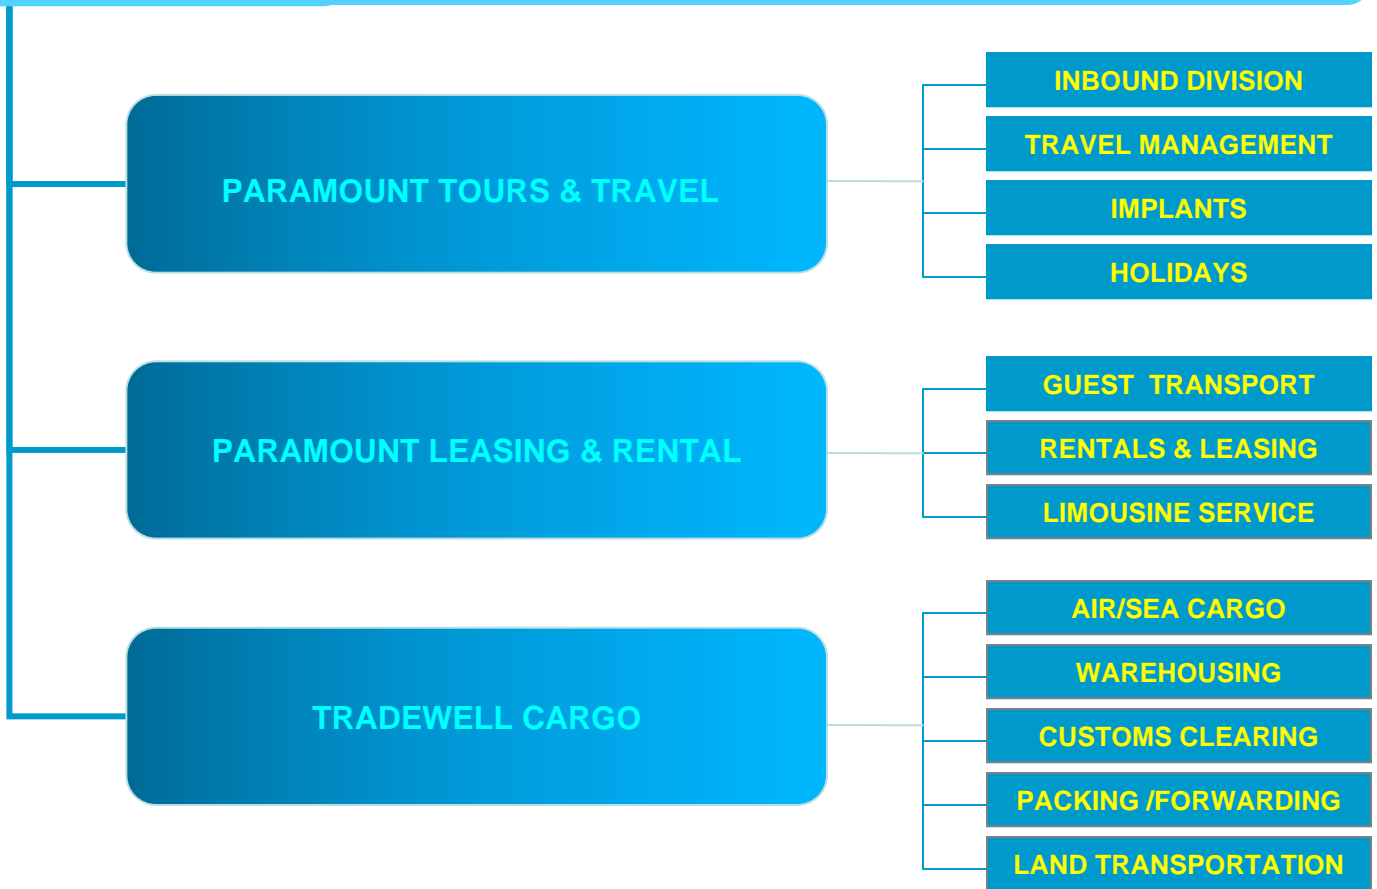 INBOUND DIVISION
TRAVEL MANAGEMENT
PARAMOUNT TOURS & TRAVEL
IMPLANTS
HOLIDAYS
GUEST  TRANSPORT
PARAMOUNT LEASING & RENTAL
RENTALS & LEASING
LIMOUSINE SERVICE
AIR/SEA CARGO
WAREHOUSING
TRADEWELL CARGO
CUSTOMS CLEARING
PACKING /FORWARDING
LAND TRANSPORTATION